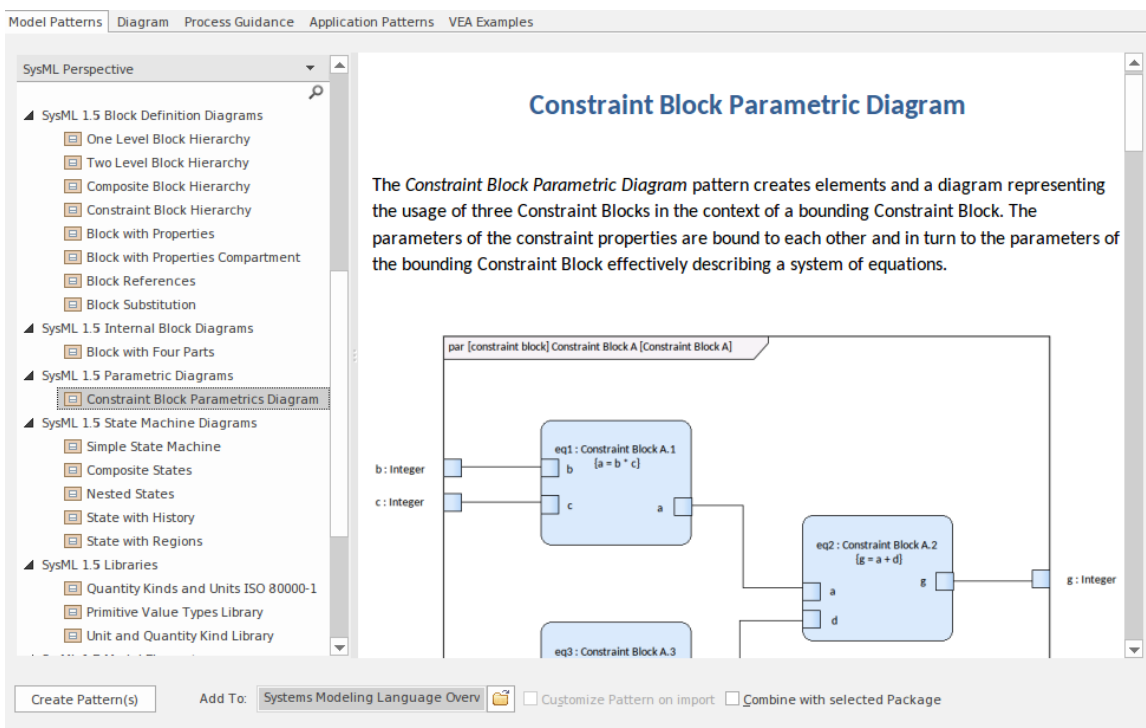 Model Patterns Diagram Process Guidance Application Patterns VEA Examples
SysML Perspective
SysML 1.5 Block Definition Diagrams
One Level Block Hierarchy
Two Level Block Hierarchy
Composite Block Hierarchy
Constraint Block Hierarchy
Block with Properties
Block with Properties Compartment
Block References
Block Substitution
SysML 1.5 Internal Block Diagrams
Block with Four Parts
SysML 1.5 Parametric Diagrams
Constraint Block Parametrics Diagram
SysML 1.5 State Machine Diagrams
Simple State Machine
Composite States
Nested States
State with History
State with Regions
SysML 1.5 Libraries
Quantity Kinds and Units ISO 80000-1
Primitive Value Types Library
Unit and Quantity Kind Library
Constraint Block Parametric Diagram
The Constraint Block Parametric Diagram pattern creates elements and a diagram representing
the usage of three Constraint Blocks in the context of a bounding Constraint Block. The
parameters of the constraint properties are bound to each other and in turn to the parameters of
the bounding Constraint Block effectively describing a system of equations.
par [constraint block] Constraint Block A [Constraint Block A]
eq1 : Constraint Block A.1
{a = b * c}
b : Integer
b
c : Integer
c
a
eq2 : Constraint Block A.2
{g = a + d}
g
g : Integer
a
d
eq3 : Constraint Block A.3
Create Pattern(s) Add To: Systems Modeling Language Overv Customize Pattern on import Combine with selected Package